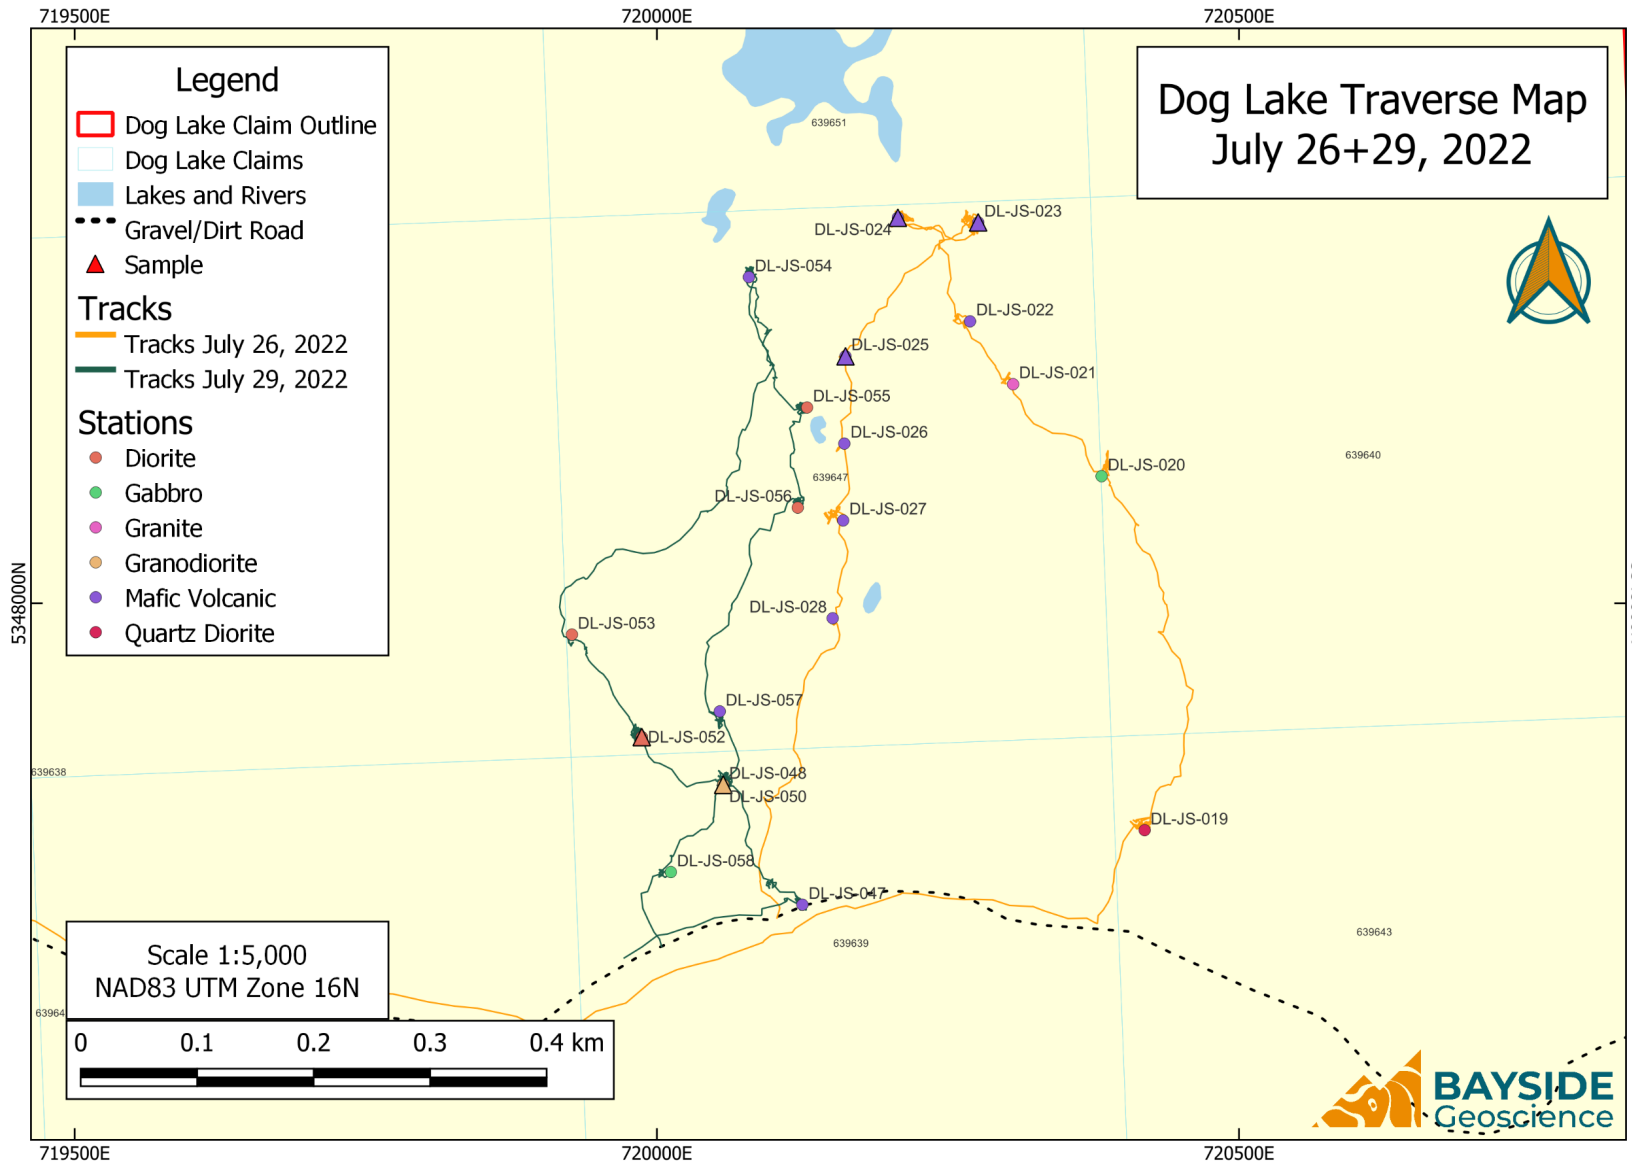 719500E
720000E
720500E
Legend
Dog Lake Claim Outline
Dog Lake Claims
Lakes and Rivers
Gravel/Dirt Road
Sample
Tracks
Tracks July 26, 2022
Tracks July 29, 2022
Stations
Diorite
Gabbro
Granite
Granodiorite
Mafic Volcanic
Quartz Diorite
Dog Lake Traverse Map
July 26+29, 2022
639651
DL-JS-023
DL-JS-024
DL-JS-054
DL-JS-022
DL-JS-025
DL-JS-021
DL-JS-055
DL-JS-026
639640
DL-JS-020
639647
DL-JS-056
DL-JS-027
5348000N
DL-JS-028
DL-JS-053
DL-JS-057
DL-JS-052
639638
DL-JS-048
DL-JS-050
DL-JS-019
DL-JS-058
DL-JS-047
639643
639639
Scale 1:5,000
NAD83 UTM Zone 16N
63964
0 0.1 0.2 0.3 0.4 km
BAYSIDE
Geoscience
719500E
720000E
720500E